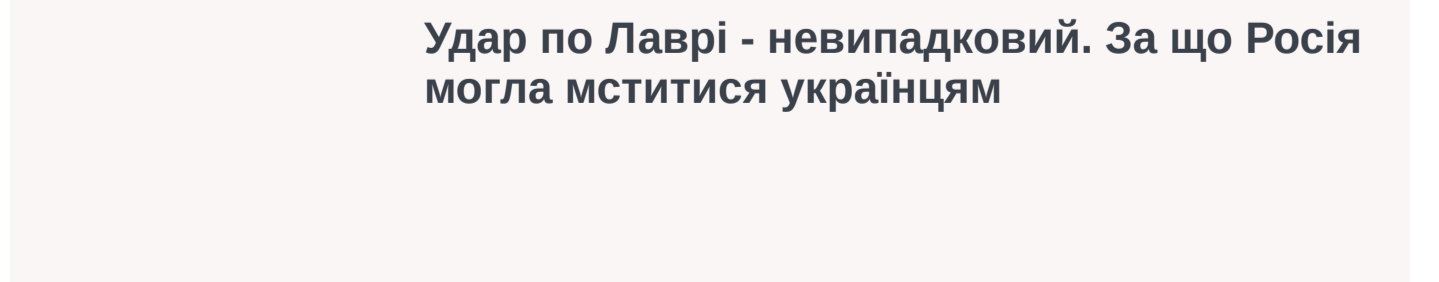 Удар по Лаврі - невипадковий. За що Росія
могла мститися українцям